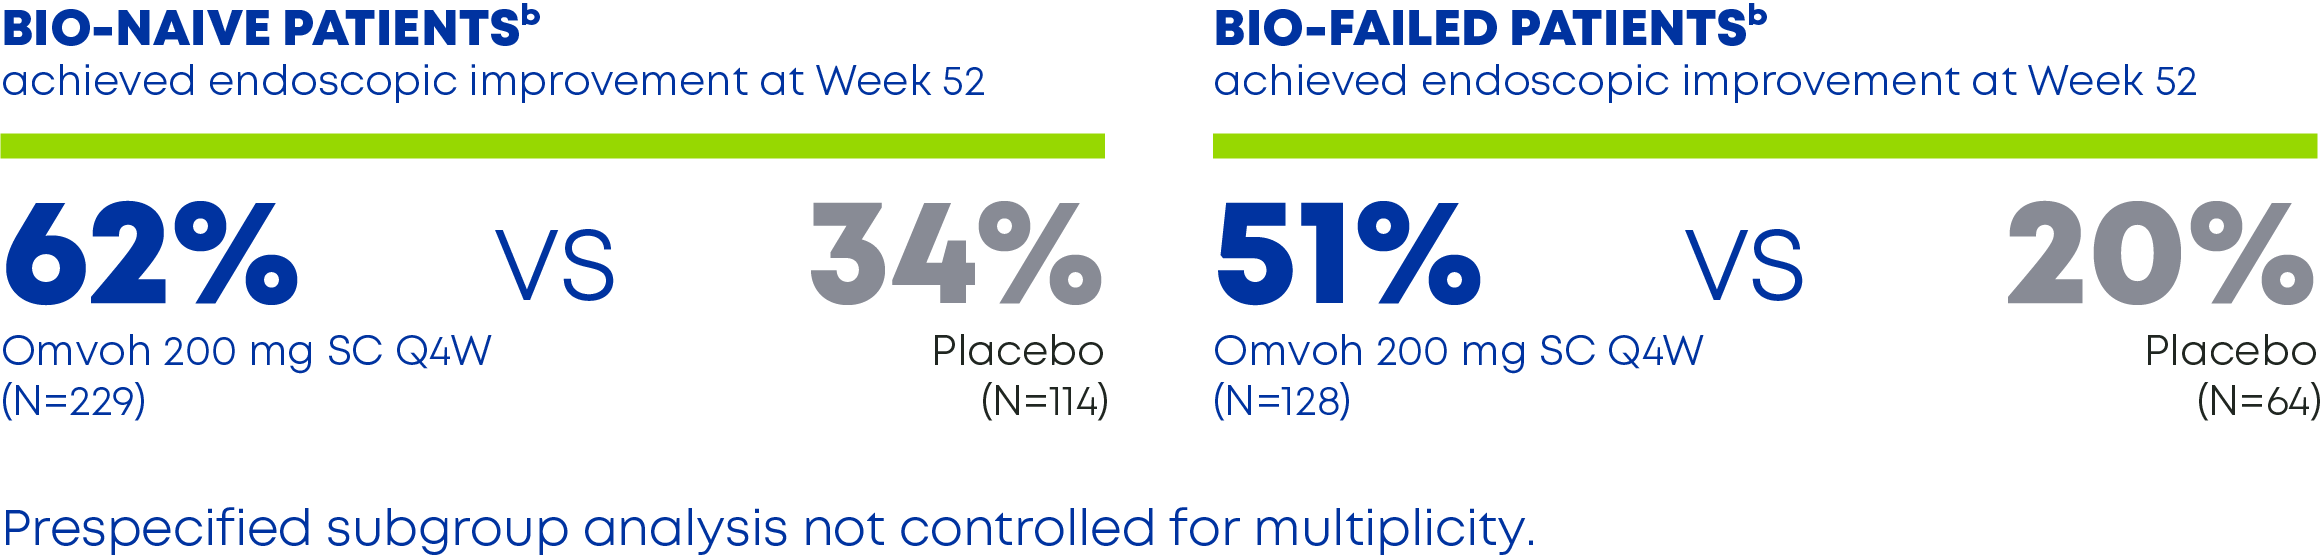 BIO-NAIVE PATIENTSᵇ
achieved endoscopic improvement at Week 52
62% VS 34%
Omvoh 200 mg SC Q4W
(N=229)
Placebo
(N=114)
BIO-FAILED PATIENTSᵇ
achieved endoscopic improvement at Week 52
51% VS 20%
Omvoh 200 mg SC Q4W
(N=128)
Placebo
(N=64)
Prespecified subgroup analysis not controlled for multiplicity.